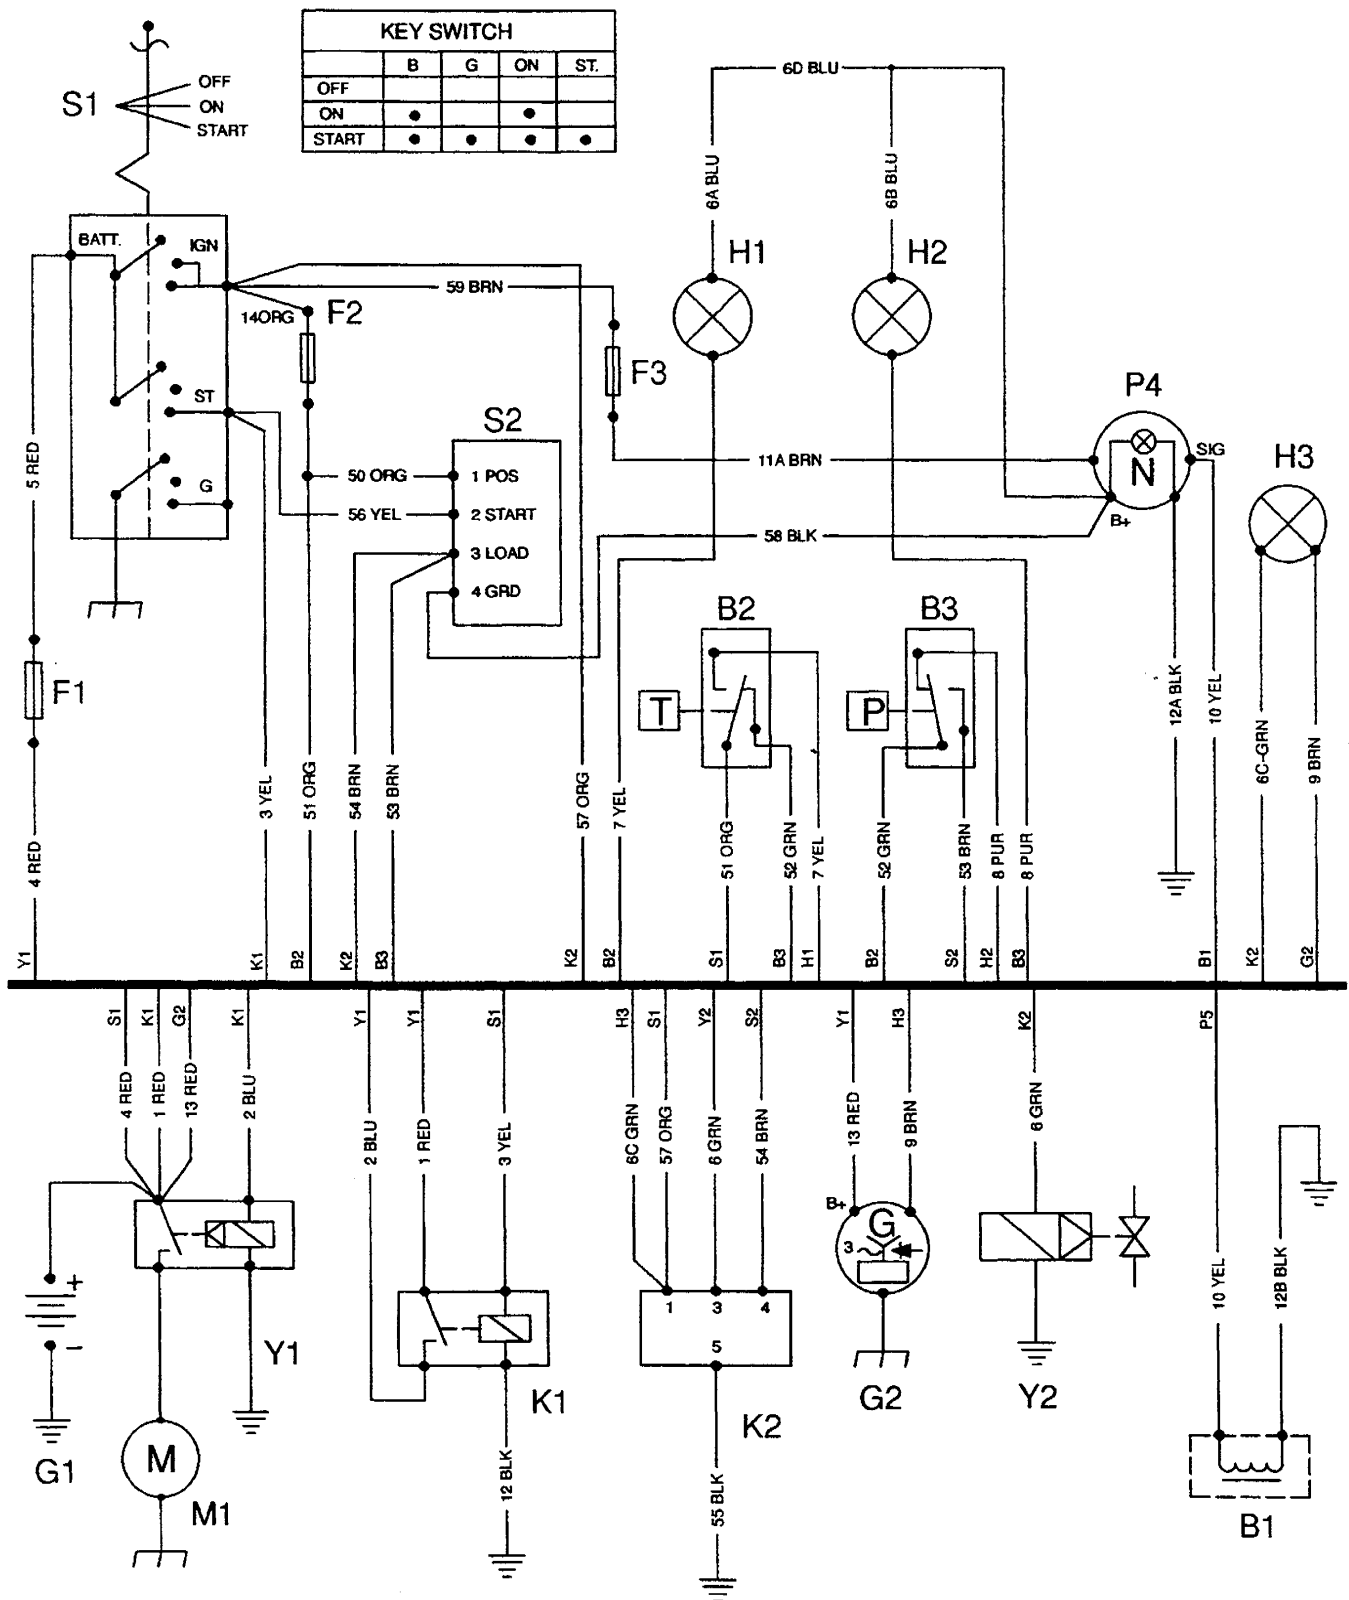 KEY SWITCH
B G ON ST.
OFF
ON
START
S1
OFF
ON
START
6D BLU
6A BLU
6B BLU
BATT.
IGN
ST
G
H1
H2
59 BRN
14ORG
F2
F3
P4
N
SIG
B+
H3
5 RED
S2
50 ORG
1 POS
56 YEL
2 START
3 LOAD
4 GRD
11A BRN
58 BLK
F1
B2
T
B3
P
4 RED
3 YEL
51 ORG
54 BRN
53 BRN
57 ORG
7 YEL
51 ORG
52 GRN
7 YEL
52 GRN
53 BRN
8 PUR
8 PUR
12A BLK
10 YEL
6C-GRN
9 BRN
Y1
K1
B2
K2
B3
K2
B2
S1
B3
H1
B2
S2
H2
B3
B1
K2
G2
S1
K1
G2
K1
Y1
Y1
S1
H3
S1
Y2
S2
Y1
H3
K2
P5
4 RED
1 RED
13 RED
2 BLU
2 BLU
1 RED
3 YEL
6C GRN
57 ORG
6 GRN
54 BRN
13 RED
9 BRN
6 GRN
10 YEL
12B BLK
+
-
G1
Y1
M
M1
K1
12 BLK
1 3 4
5
K2
55 BLK
B+
G
3
G2
Y2
B1